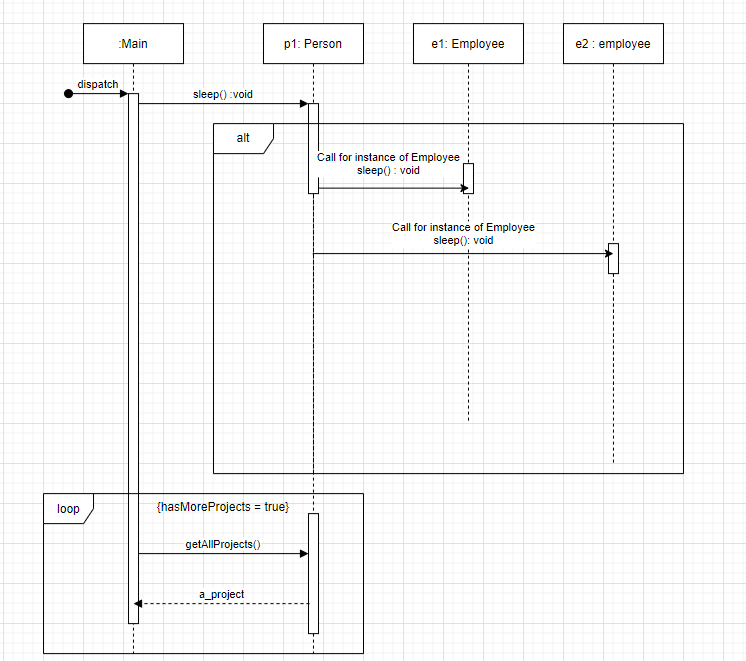 :Main
p1: Person
e1: Employee
e2 : employee
dispatch
sleep() :void
alt
Call for instance of Employee
sleep() : void
Call for instance of Employee
sleep(): void
loop
{hasMoreProjects = true}
getAllProjects()
a_project